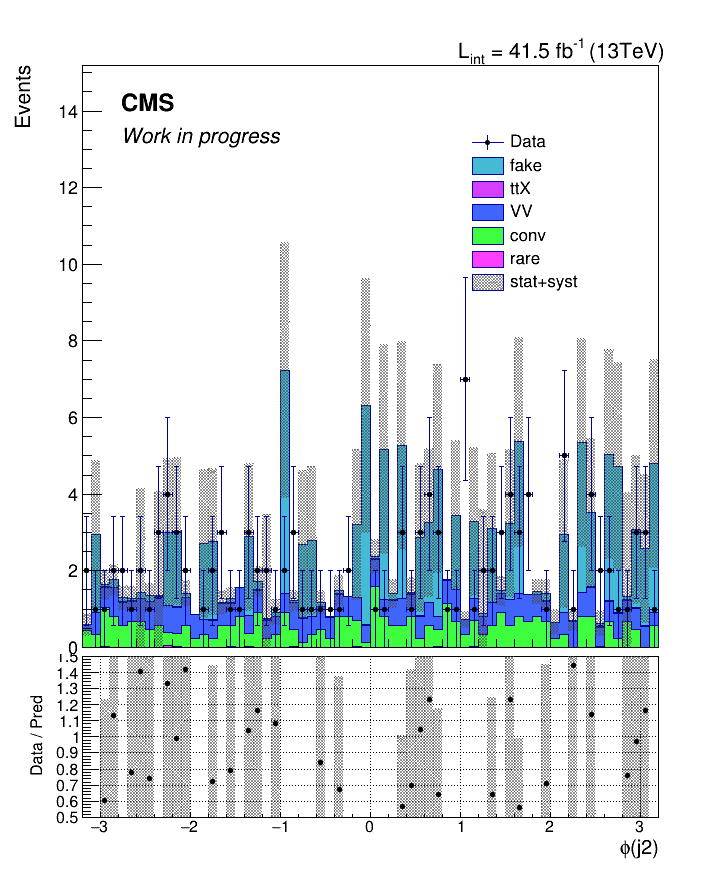 L_int = 41.5 fb^-1 (13TeV)
Events
CMS
Work in progress
Data
fake
ttX
VV
conv
rare
stat+syst
14
12
10
8
6
4
2
0
Data / Pred
1.5
1.4
1.3
1.2
1.1
1
0.9
0.8
0.7
0.6
0.5
−3 −2 −1 0 1 2 3
ϕ(j2)